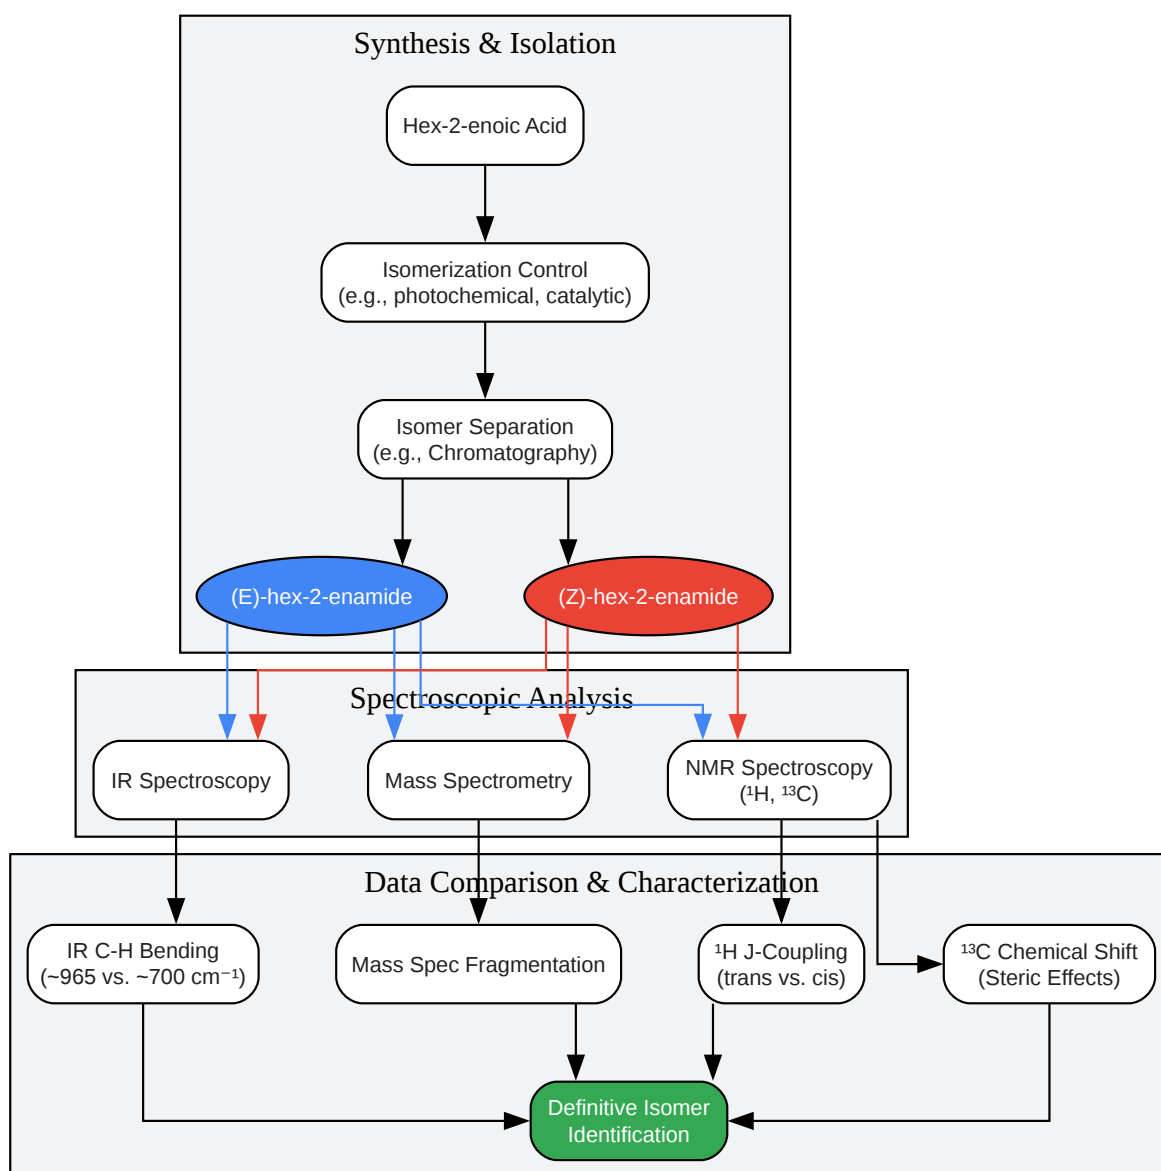 Synthesis & Isolation
Hex-2-enoic Acid
Isomerization Control
(e.g., photochemical, catalytic)
Isomer Separation
(e.g., Chromatography)
(E)-hex-2-enamide
(Z)-hex-2-enamide
Spectroscopic Analysis
IR Spectroscopy
Mass Spectrometry
NMR Spectroscopy
(¹H, ¹³C)
Data Comparison & Characterization
IR C-H Bending
(~965 vs. ~700 cm⁻¹)
Mass Spec Fragmentation
¹H J-Coupling
(trans vs. cis)
¹³C Chemical Shift
(Steric Effects)
Definitive Isomer
Identification